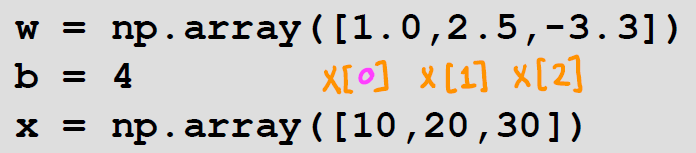 w = np.array([1.0,2.5,-3.3])
b = 4 X[0] X[1] X[2]
x = np.array([10,20,30])